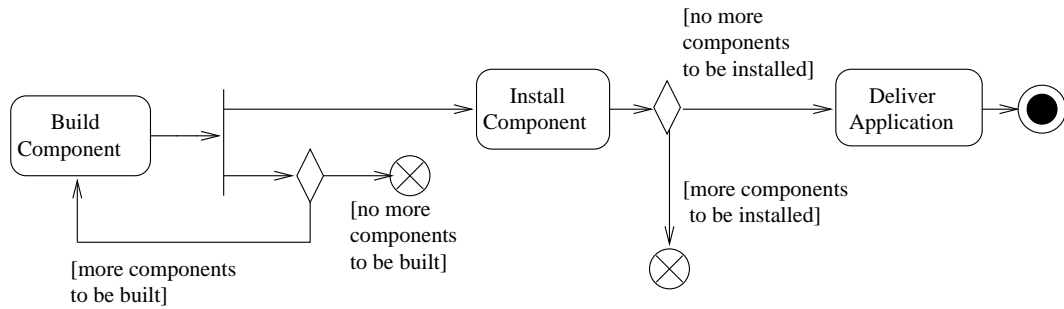 [no more
components
to be installed]
Build
Component
Install
Component
Deliver
Application
[more components
to be installed]
[no more
components
to be built]
[more components
to be built]